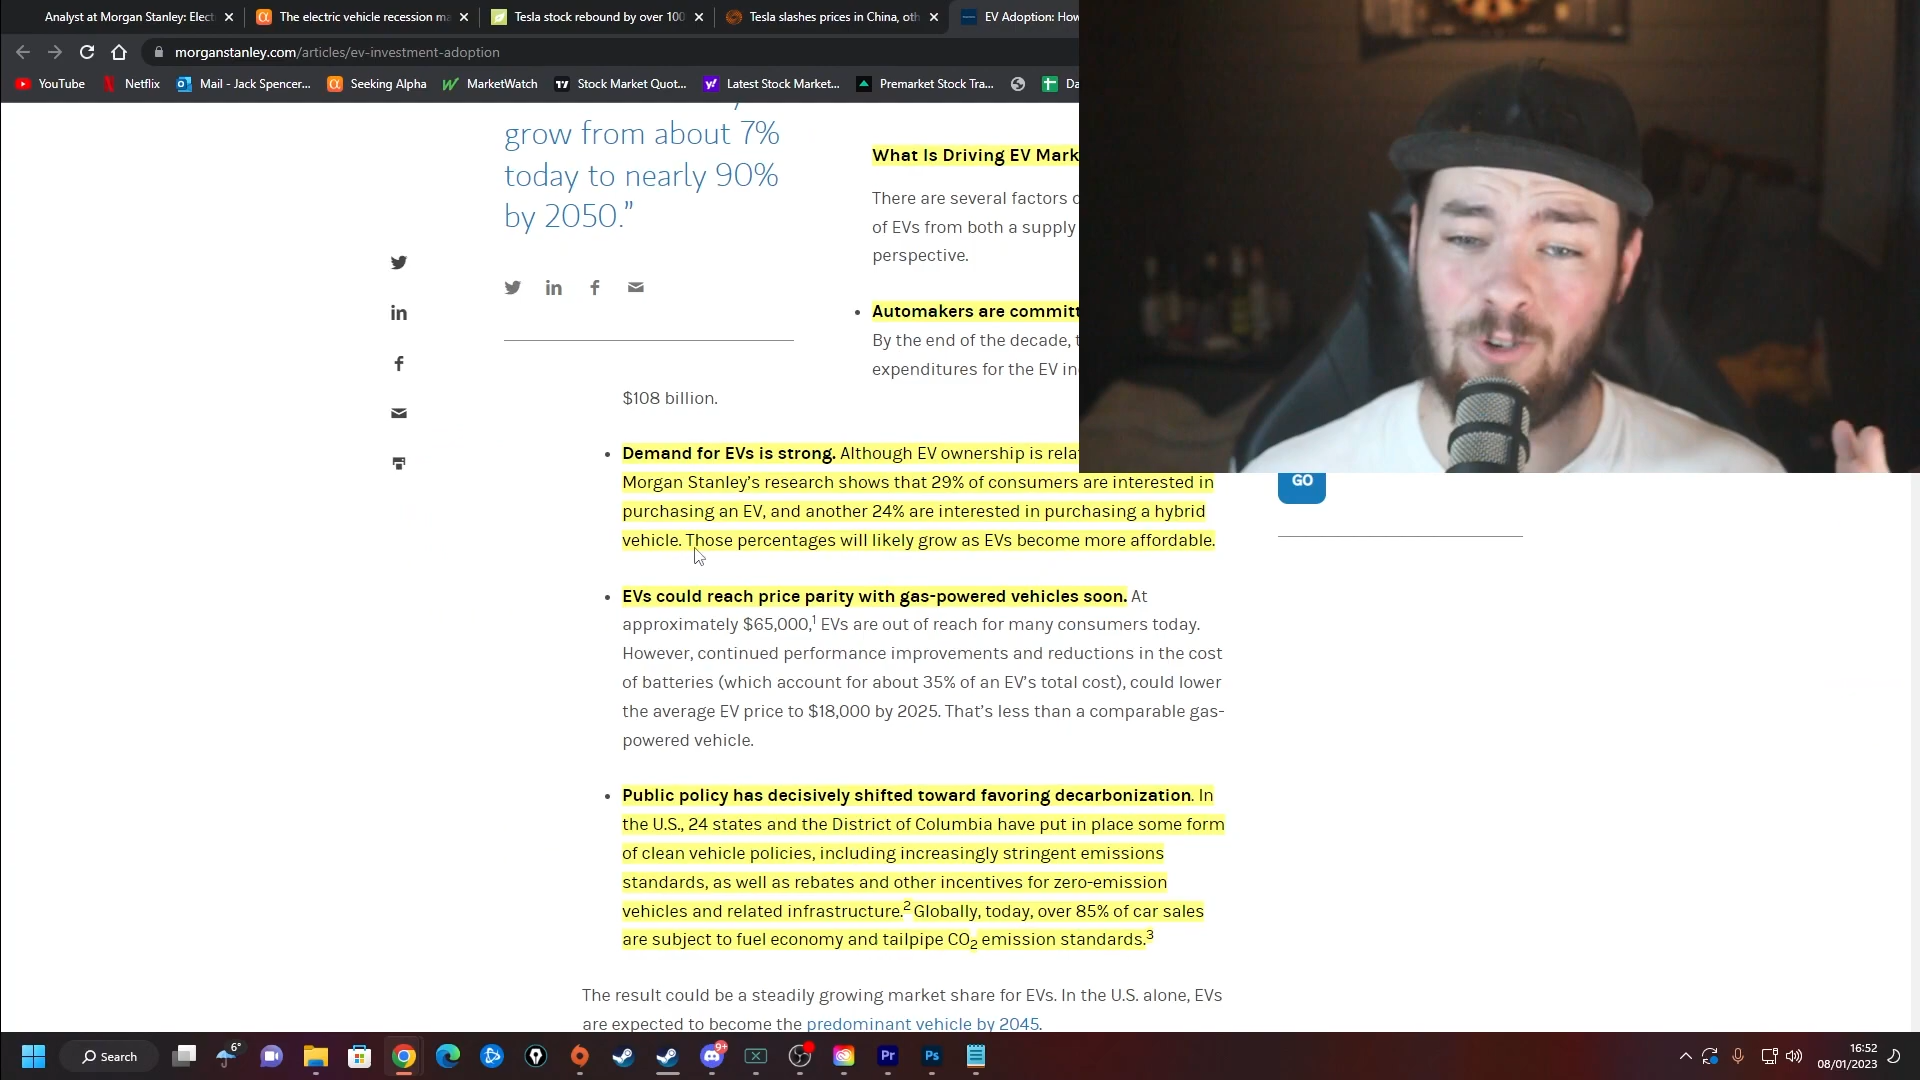 Analyst at Morgan Stanley: Elect
The electric vehicle recession ma
Tesla stock rebound by over 100
Tesla slashes prices in China, oth
EV Adoption: How
morganstanley.com/articles/ev-investment-adoption
YouTube
Netflix
Mail - Jack Spencer...
Seeking Alpha
MarketWatch
Stock Market Quot...
Latest Stock Market...
Premarket Stock Tra...
Da
grow from about 7%
today to nearly 90%
by 2050.”
What Is Driving EV Mark
There are several factors
of EVs from both a supply
perspective.
• Automakers are committ
By the end of the decade, t
expenditures for the EV in
$108 billion.
• Demand for EVs is strong. Although EV ownership is rela
Morgan Stanley’s research shows that 29% of consumers are interested in
purchasing an EV, and another 24% are interested in purchasing a hybrid
vehicle. Those percentages will likely grow as EVs become more affordable.
GO
• EVs could reach price parity with gas-powered vehicles soon. At
approximately $65,000,¹ EVs are out of reach for many consumers today.
However, continued performance improvements and reductions in the cost
of batteries (which account for about 35% of an EV’s total cost), could lower
the average EV price to $18,000 by 2025. That’s less than a comparable gas-
powered vehicle.
• Public policy has decisively shifted toward favoring decarbonization. In
the U.S., 24 states and the District of Columbia have put in place some form
of clean vehicle policies, including increasingly stringent emissions
standards, as well as rebates and other incentives for zero-emission
vehicles and related infrastructure.² Globally, today, over 85% of car sales
are subject to fuel economy and tailpipe CO₂ emission standards.³
The result could be a steadily growing market share for EVs. In the U.S. alone, EVs
are expected to become the predominant vehicle by 2045.
Search
6°
9+
Pr
Ps
16:52
08/01/2023